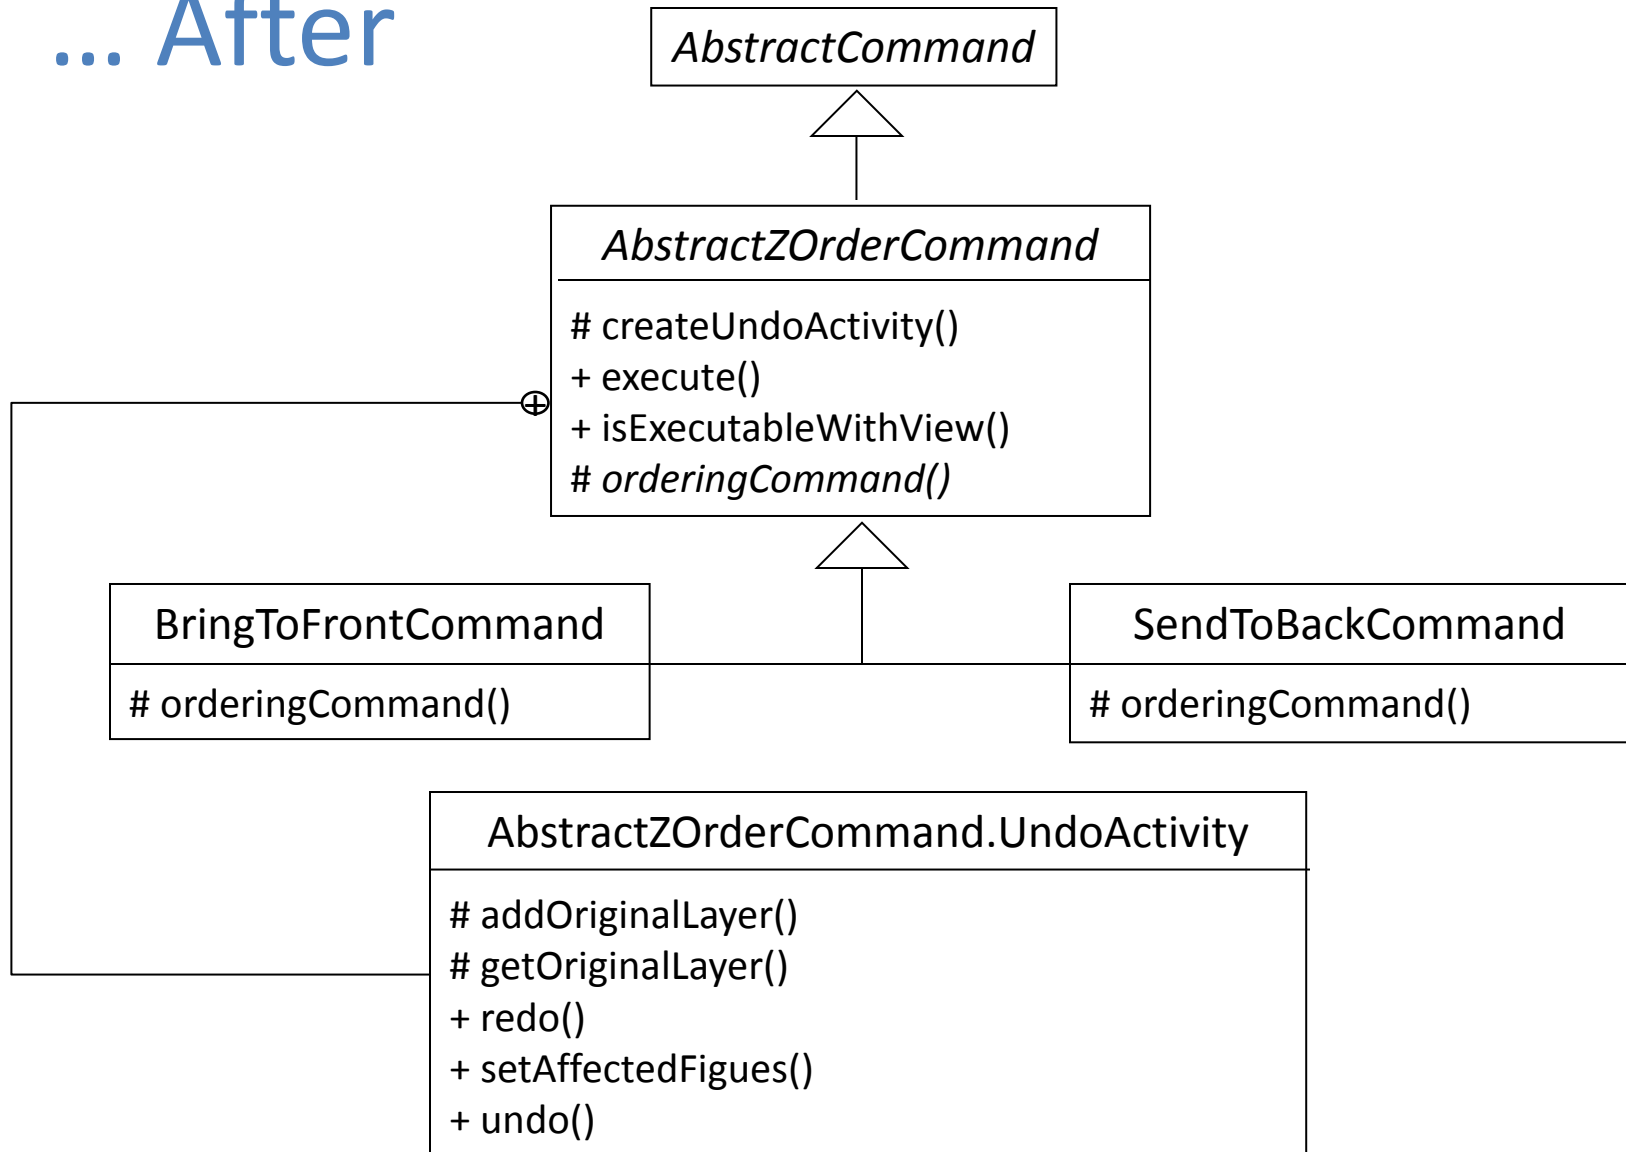 ... After
AbstractCommand
AbstractZOrderCommand
# createUndoActivity()
+ execute()
+ isExecutableWithView()
# orderingCommand()
BringToFrontCommand
# orderingCommand()
SendToBackCommand
# orderingCommand()
AbstractZOrderCommand.UndoActivity
# addOriginalLayer()
# getOriginalLayer()
+ redo()
+ setAffectedFigues()
+ undo()